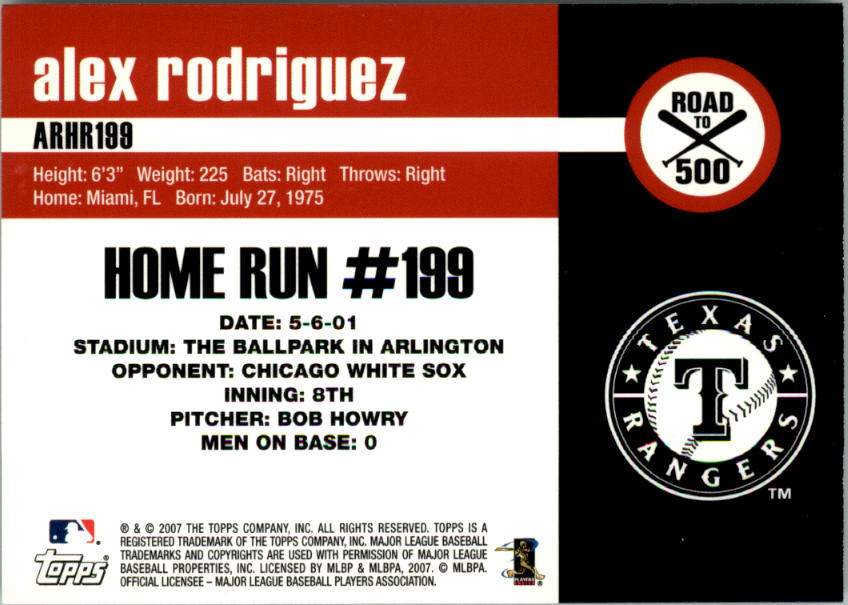 alex rodriguez
ARHR199
Height: 6'3" Weight: 225 Bats: Right Throws: Right
Home: Miami, FL Born: July 27, 1975
ROAD
TO
500
HOME RUN #199
DATE: 5-6-01
STADIUM: THE BALLPARK IN ARLINGTON
OPPONENT: CHICAGO WHITE SOX
INNING: 8TH
PITCHER: BOB HOWRY
MEN ON BASE: 0
TEXAS
T
RANGERS
TM
® & © 2007 THE TOPPS COMPANY, INC. ALL RIGHTS RESERVED. TOPPS IS A
REGISTERED TRADEMARK OF THE TOPPS COMPANY, INC. MAJOR LEAGUE BASEBALL
TRADEMARKS AND COPYRIGHTS ARE USED WITH PERMISSION OF MAJOR LEAGUE
BASEBALL PROPERTIES, INC. LICENSED BY MLBP & MLBPA, 2007. © MLBPA.
OFFICIAL LICENSEE – MAJOR LEAGUE BASEBALL PLAYERS ASSOCIATION.
Topps®
PLAYERS